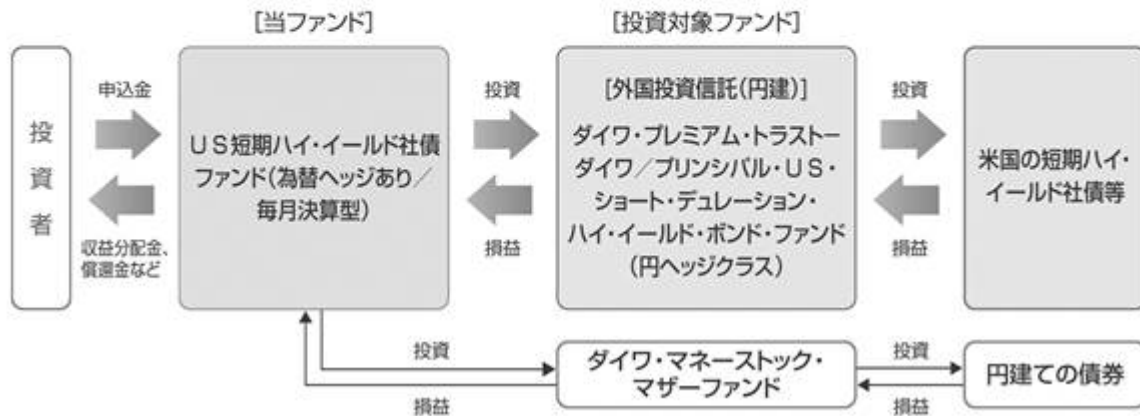 [当ファンド]
[投資対象ファンド]
投資者
申込金
収益分配金、
償還金など
US短期ハイ・イールド社債
ファンド(為替ヘッジあり/
毎月決算型)
投資
損益
[外国投資信託(円建)]
ダイワ・プレミアム・トラスト−
ダイワ/プリンシパル・US・
ショート・デュレーション・
ハイ・イールド・ボンド・ファンド
(円ヘッジクラス)
投資
損益
米国の短期ハイ・
イールド社債等
投資
損益
ダイワ・マネーストック・
マザーファンド
投資
損益
円建ての債券